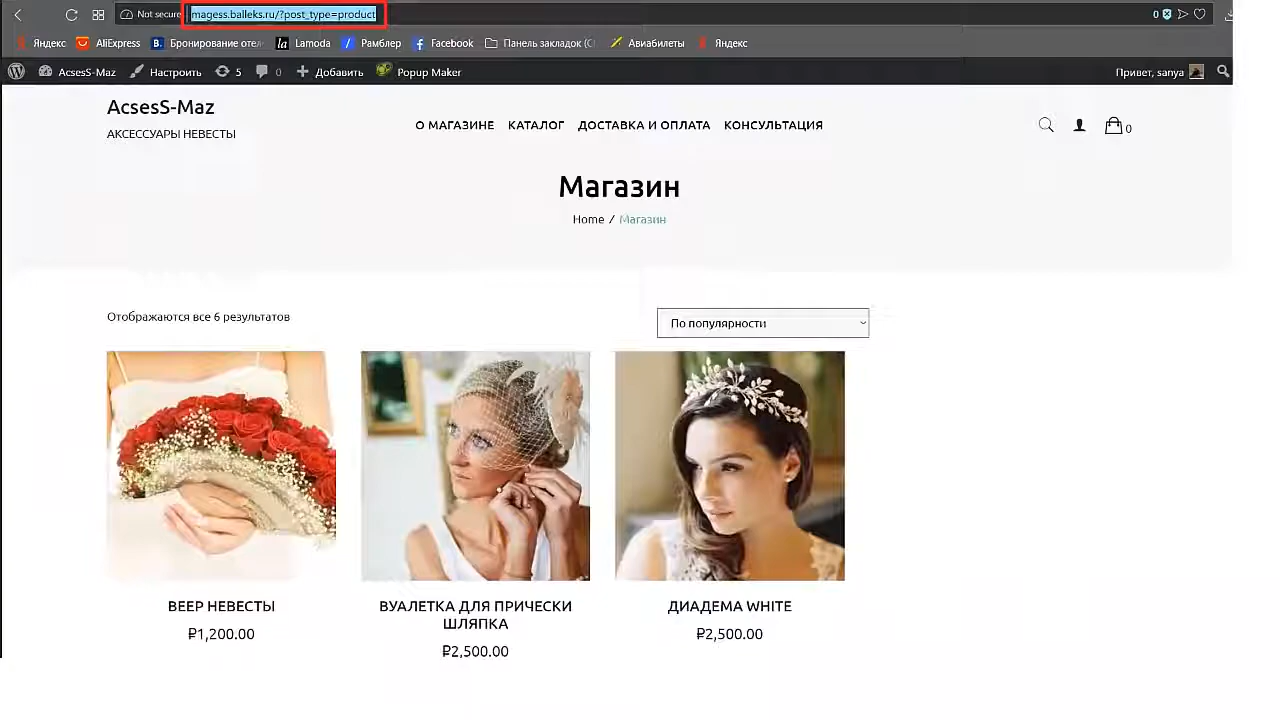 Not secure magess.balleks.ru/?post_type=product 0
Яндекс AliExpress B. Бронирование отел la Lamoda Рамблер Facebook Панель закладок (С Авиабилеты Яндекс
AcsesS-Maz Настроить 5 0 Добавить Popup Maker Привет, sanya
AcsesS-Maz
АКСЕССУАРЫ НЕВЕСТЫ
О МАГАЗИНЕ КАТАЛОГ ДОСТАВКА И ОПЛАТА КОНСУЛЬТАЦИЯ 0
Магазин
Home / Магазин
Отображаются все 6 результатов
По популярности
ВЕЕР НЕВЕСТЫ
₽1,200.00
ВУАЛЕТКА ДЛЯ ПРИЧЕСКИ
ШЛЯПКА
₽2,500.00
ДИАДЕМА WHITE
₽2,500.00